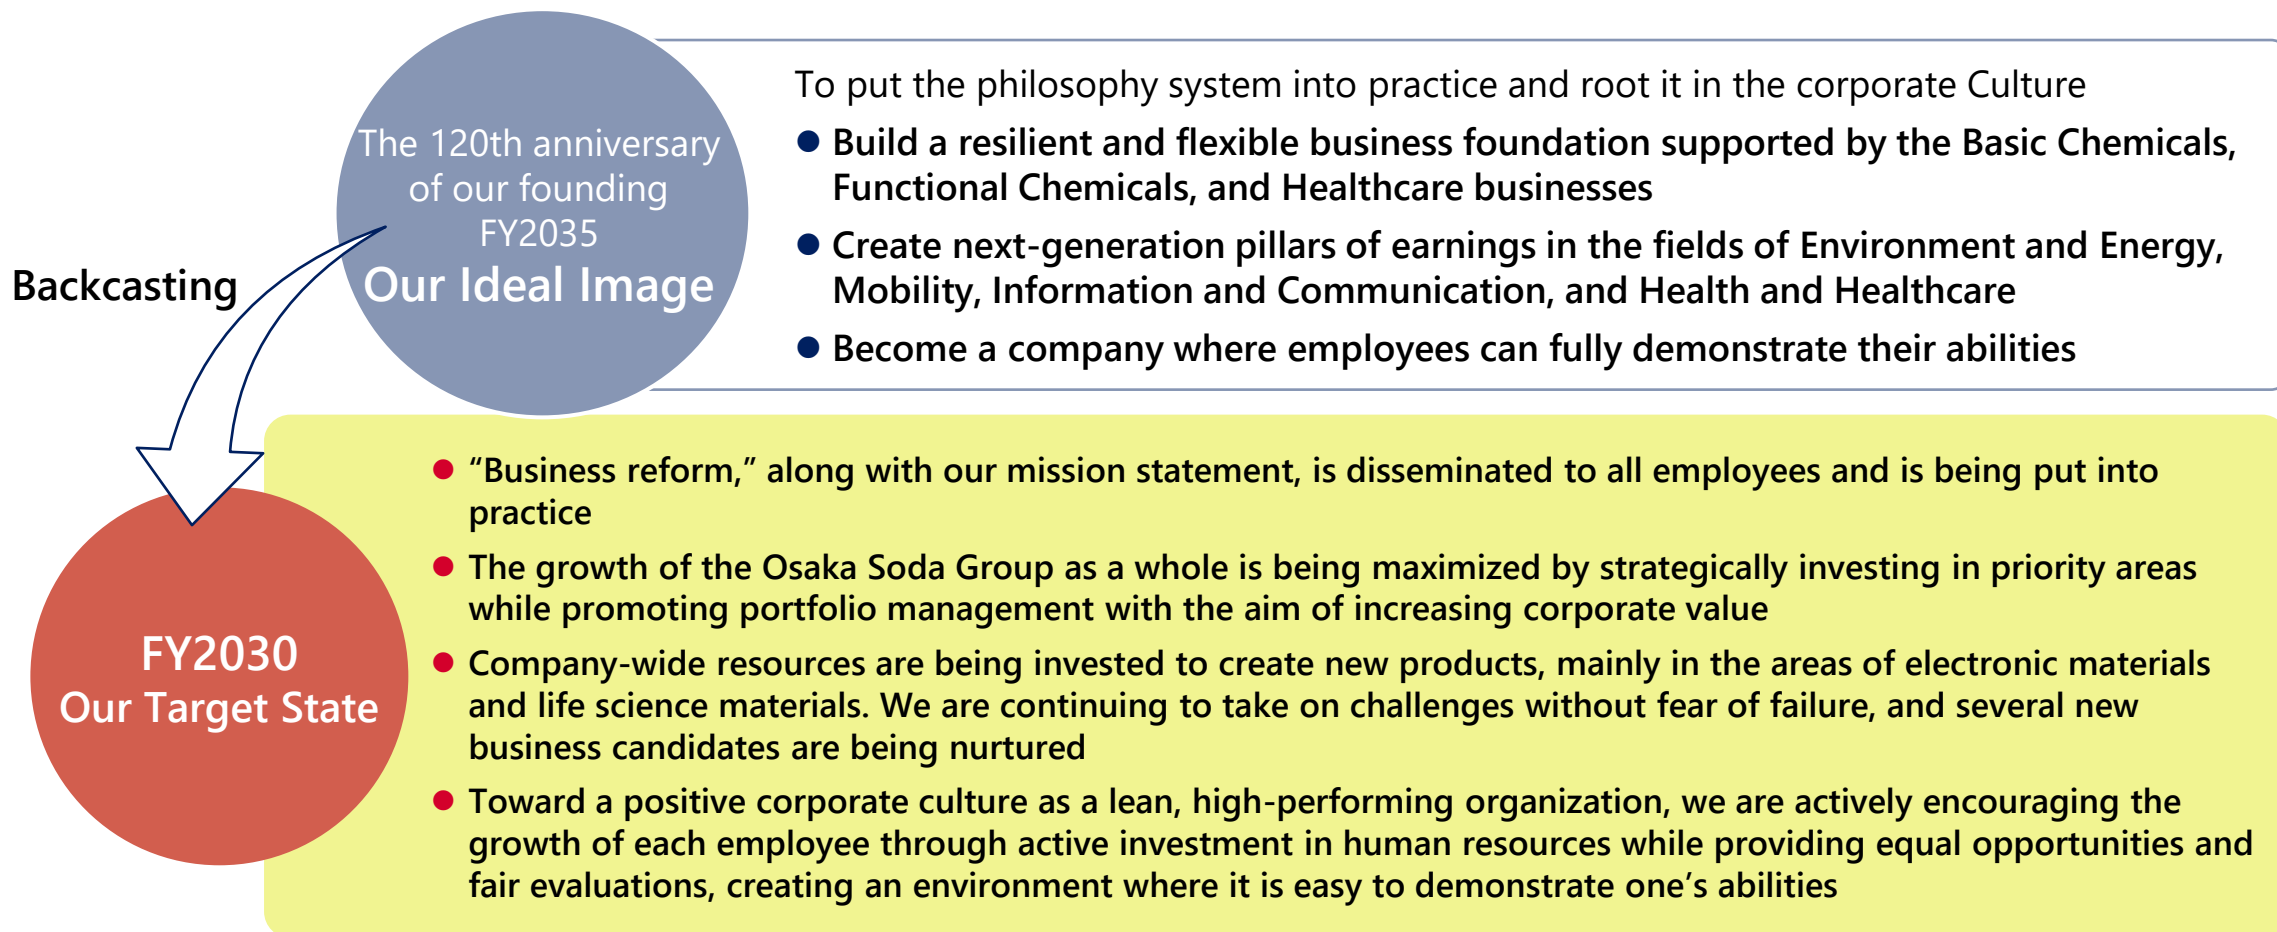 The 120th anniversary
of our founding
FY2035
Our Ideal Image
To put the philosophy system into practice and root it in the corporate Culture
● Build a resilient and flexible business foundation supported by the Basic Chemicals,
Functional Chemicals, and Healthcare businesses
● Create next-generation pillars of earnings in the fields of Environment and Energy,
Mobility, Information and Communication, and Health and Healthcare
● Become a company where employees can fully demonstrate their abilities
Backcasting
FY2030
Our Target State
● “Business reform,” along with our mission statement, is disseminated to all employees and is being put into
practice
● The growth of the Osaka Soda Group as a whole is being maximized by strategically investing in priority areas
while promoting portfolio management with the aim of increasing corporate value
● Company-wide resources are being invested to create new products, mainly in the areas of electronic materials
and life science materials. We are continuing to take on challenges without fear of failure, and several new
business candidates are being nurtured
● Toward a positive corporate culture as a lean, high-performing organization, we are actively encouraging the
growth of each employee through active investment in human resources while providing equal opportunities and
fair evaluations, creating an environment where it is easy to demonstrate one’s abilities